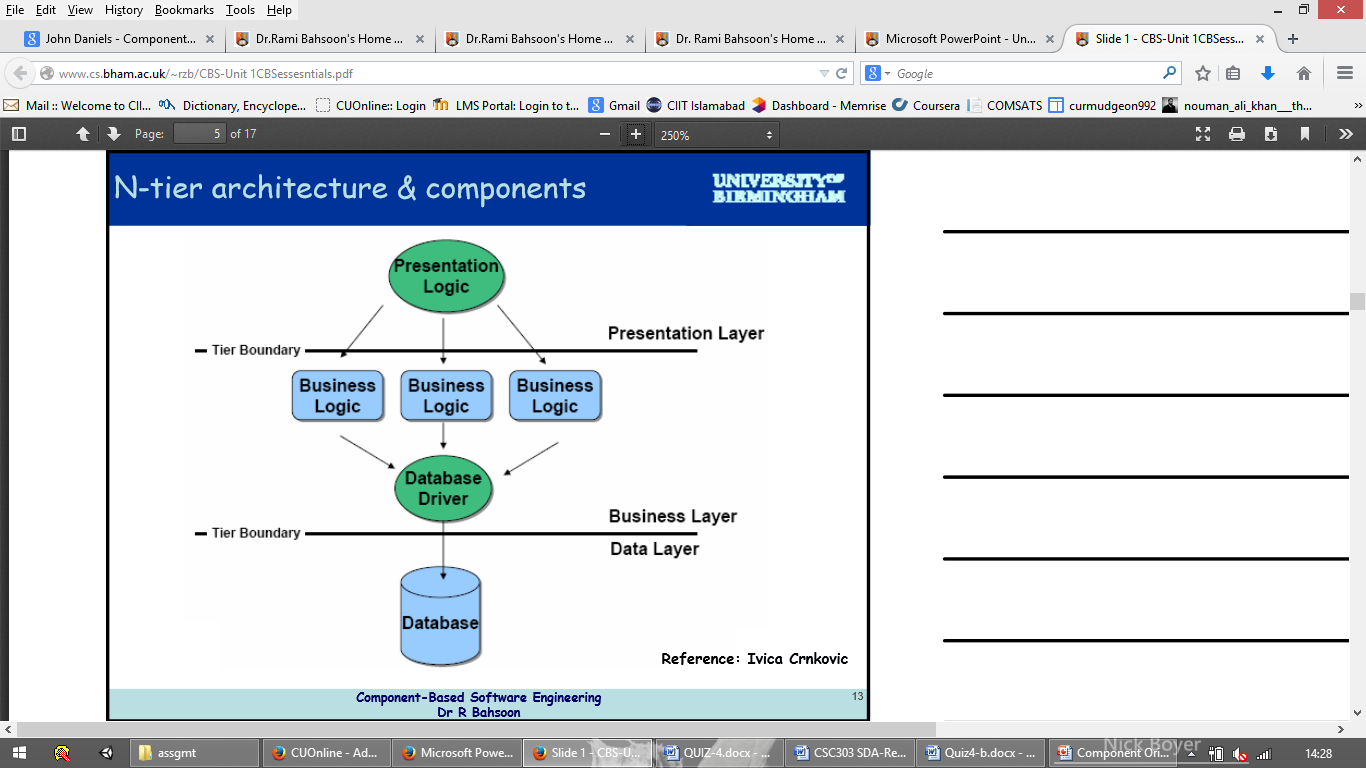 File Edit View History Bookmarks Tools Help
John Daniels - Component...
Dr.Rami Bahsoon's Home ...
Dr.Rami Bahsoon's Home ...
Dr. Rami Bahsoon's Home ...
Microsoft PowerPoint - Un...
Slide 1 - CBS-Unit 1CBSess...
www.cs.bham.ac.uk/~rzb/CBS-Unit 1CBSessesntials.pdf
Google
Mail :: Welcome to CII...
Dictionary, Encyclope...
CUOnline:: Login
LMS Portal: Login to t...
Gmail
CIIT Islamabad
Dashboard - Memrise
Coursera
COMSATS
curmudgeon992
nouman_ali_khan___th...
Page: 5 of 17
250%
N-tier architecture & components
UNIVERSITY OF
BIRMINGHAM
Presentation
Logic
Presentation Layer
Tier Boundary
Business
Logic
Business
Logic
Business
Logic
Database
Driver
Business Layer
Tier Boundary
Data Layer
Database
Reference: Ivica Crnkovic
Component-Based Software Engineering
Dr R Bahsoon
13
assgmt
CUOnline - Ad...
Microsoft Powe...
Slide 1 - CBS-U...
QUIZ-4.docx - ...
CSC303 SDA-Re...
Quiz4-b.docx - ...
Component Ori...
Nick Boyer
14:28